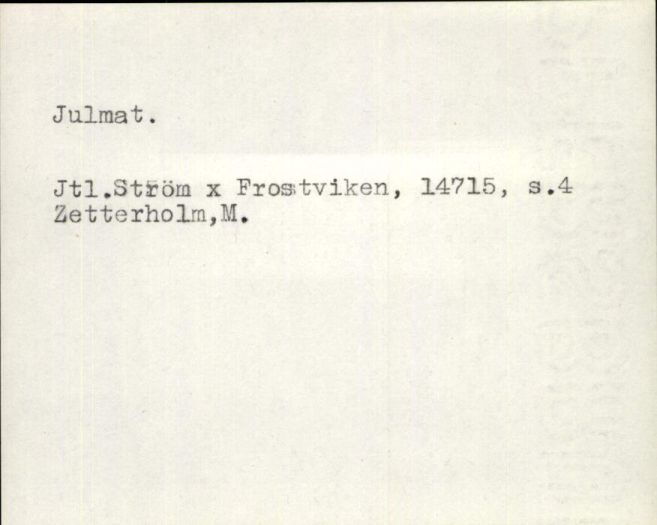 Julmat.
Jtl.Ström x Frostviken, 14715, s.4
Zetterholm,M.